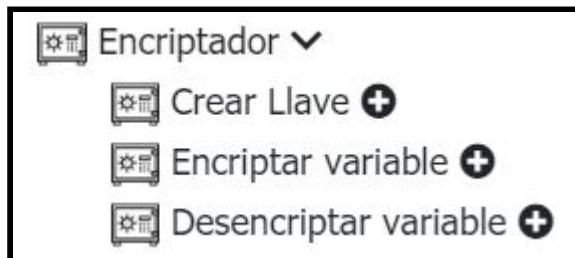 Encriptador
Crear Llave
Encriptar variable
Desencriptar variable